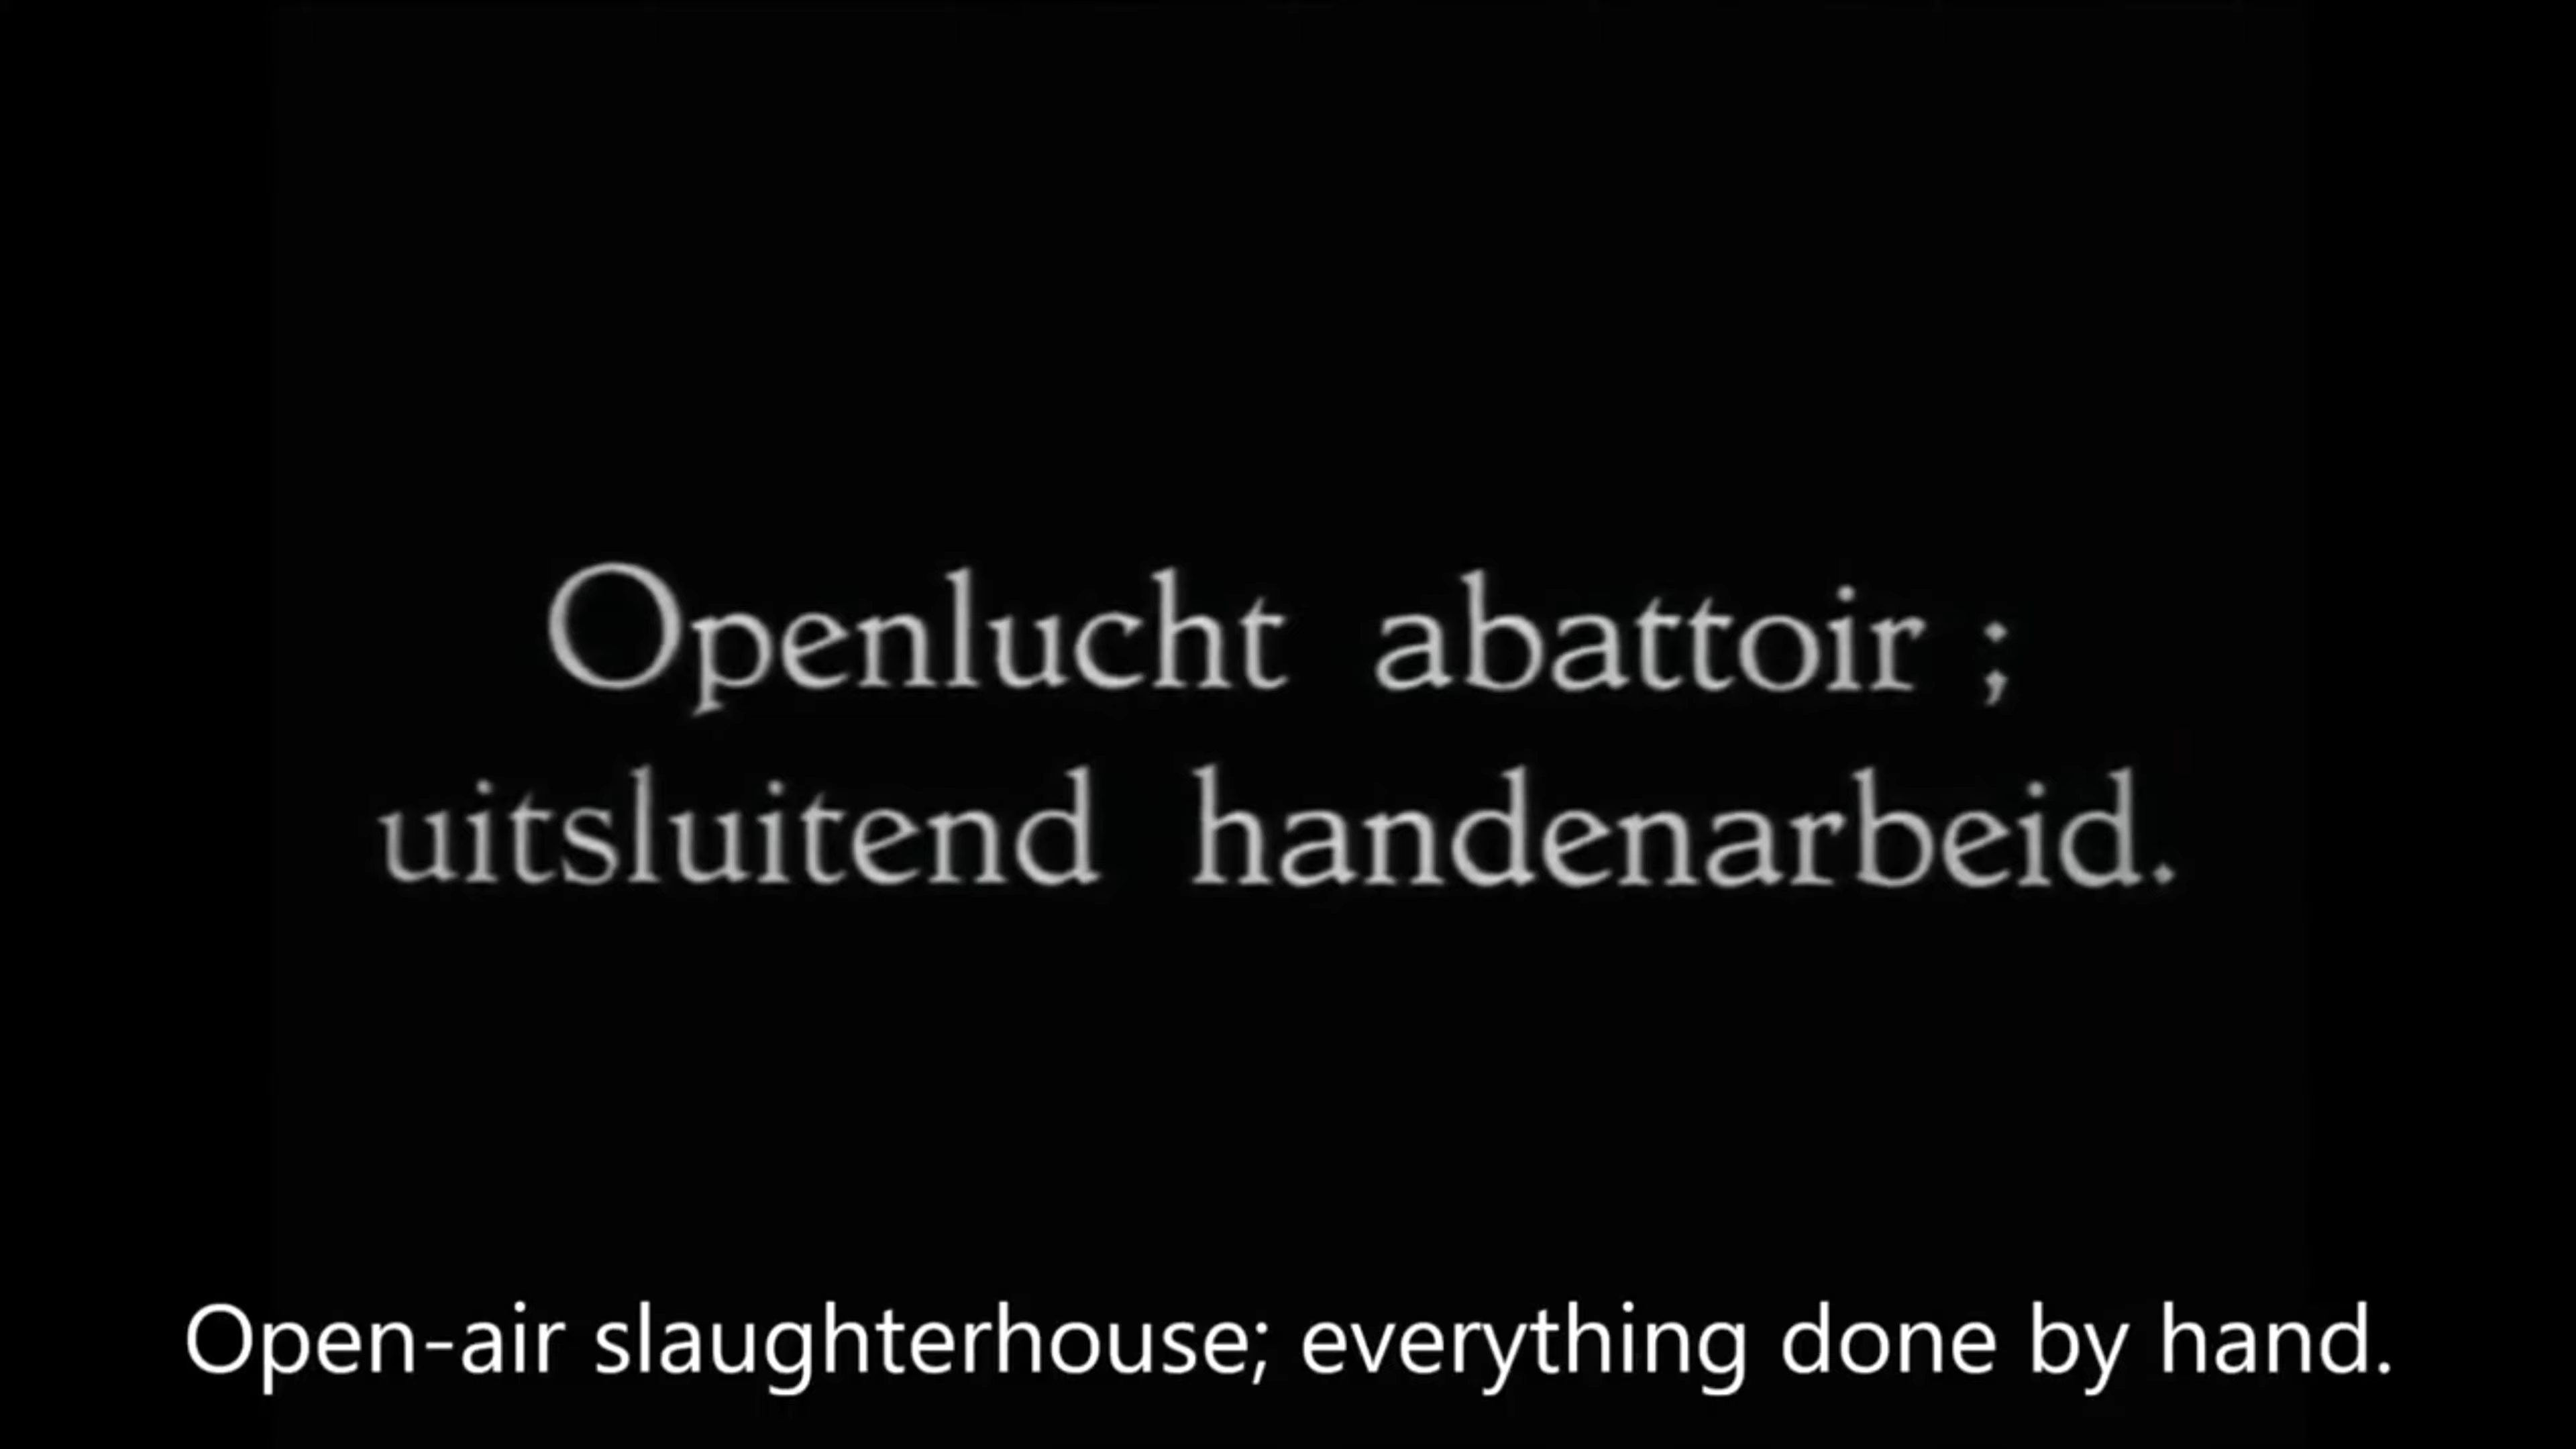 Openlucht abattoir ;
uitsluitend handenarbeid.
Open-air slaughterhouse; everything done by hand.